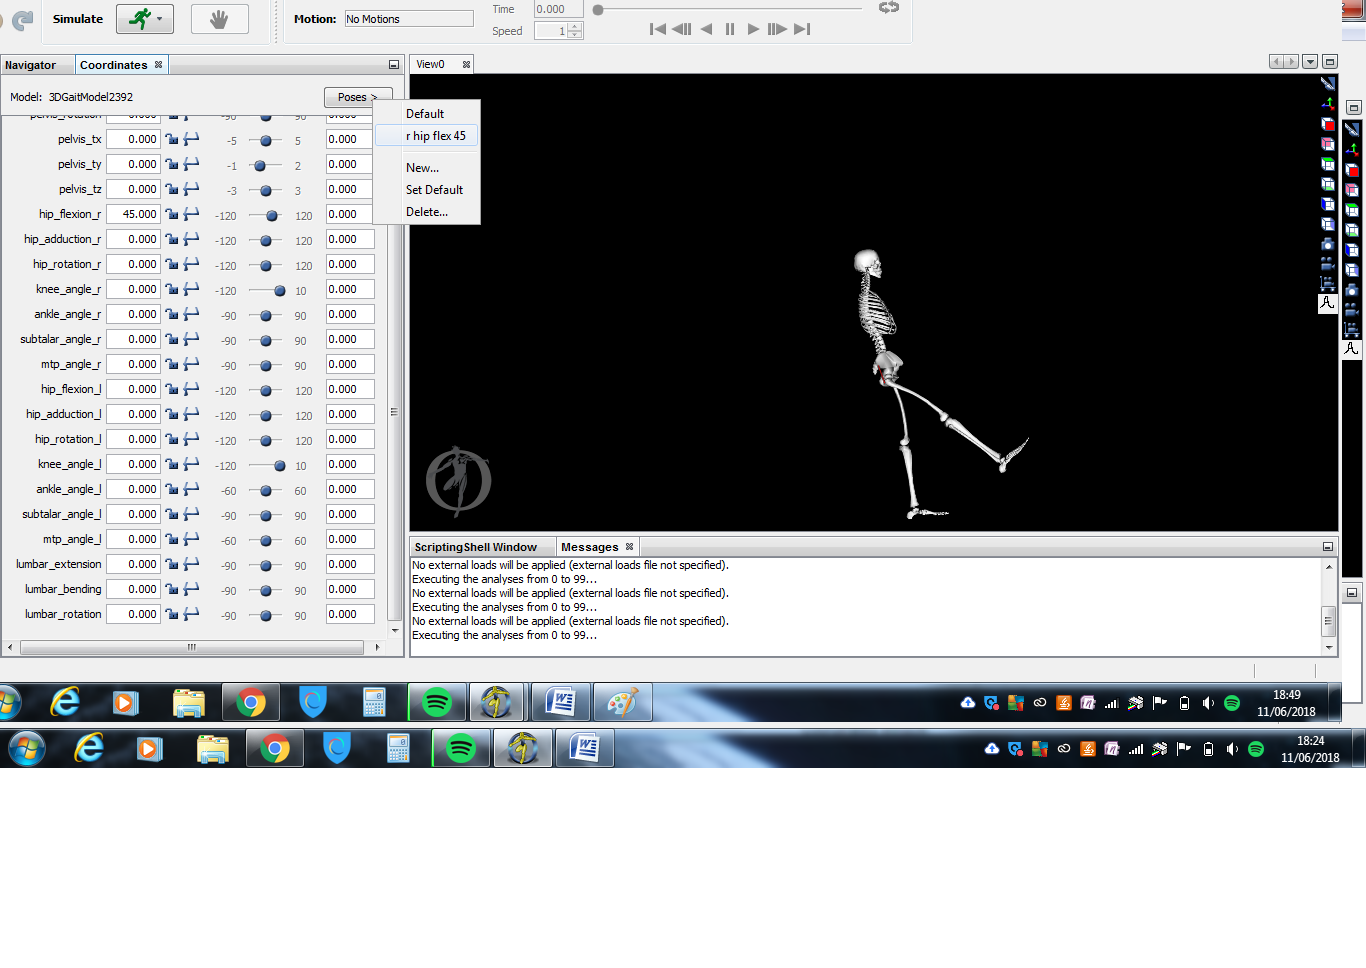 Simulate
Motion: No Motions
Time 0.000
Speed 1
Navigator Coordinates
View0
Model: 3DGaitModel2392
Poses >
Default
r hip flex 45
New...
Set Default
Delete...
pelvis_rotation 0.000 -90 90 0.000
pelvis_tx 0.000 -5 5 0.000
pelvis_ty 0.000 -1 2 0.000
pelvis_tz 0.000 -3 3 0.000
hip_flexion_r 45.000 -120 120 0.000
hip_adduction_r 0.000 -120 120 0.000
hip_rotation_r 0.000 -120 120 0.000
knee_angle_r 0.000 -120 10 0.000
ankle_angle_r 0.000 -90 90 0.000
subtalar_angle_r 0.000 -90 90 0.000
mtp_angle_r 0.000 -90 90 0.000
hip_flexion_l 0.000 -120 120 0.000
hip_adduction_l 0.000 -120 120 0.000
hip_rotation_l 0.000 -120 120 0.000
knee_angle_l 0.000 -120 10 0.000
ankle_angle_l 0.000 -60 60 0.000
subtalar_angle_l 0.000 -90 90 0.000
mtp_angle_l 0.000 -60 60 0.000
lumbar_extension 0.000 -90 90 0.000
lumbar_bending 0.000 -90 90 0.000
lumbar_rotation 0.000 -90 90 0.000
ScriptingShell Window Messages
No external loads will be applied (external loads file not specified).
Executing the analyses from 0 to 99...
No external loads will be applied (external loads file not specified).
Executing the analyses from 0 to 99...
No external loads will be applied (external loads file not specified).
Executing the analyses from 0 to 99...
18:49
11/06/2018
18:24
11/06/2018